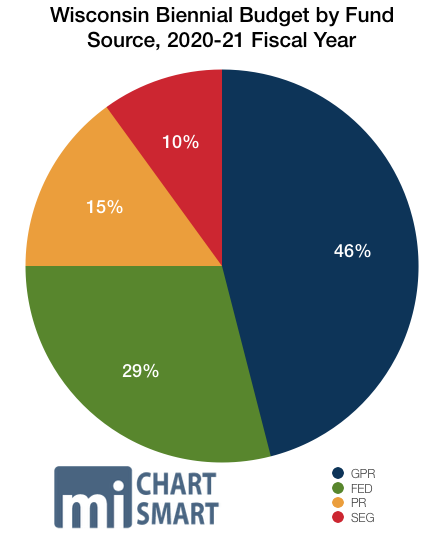 Wisconsin Biennial Budget by Fund
Source, 2020-21 Fiscal Year
10%
15%
46%
29%
mi CHART
SMART
GPR
FED
PR
SEG